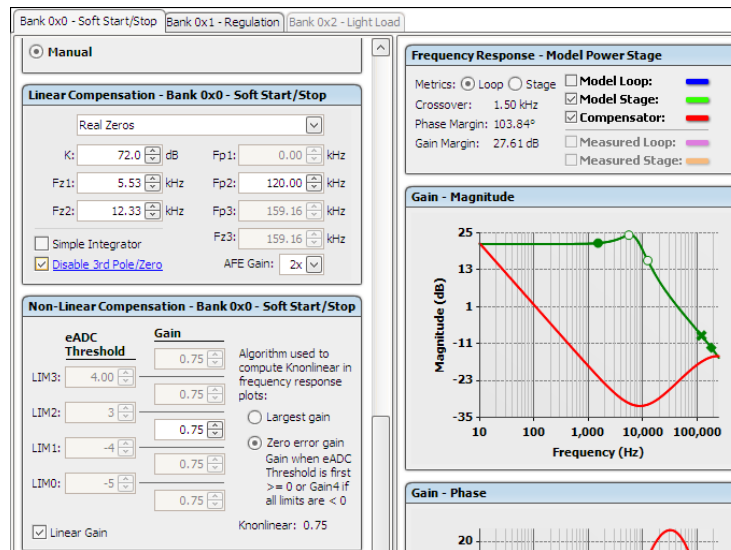 Bank 0x0 - Soft Start/Stop
Bank 0x1 - Regulation
Bank 0x2 - Light Load
Manual
Linear Compensation - Bank 0x0 - Soft Start/Stop
Real Zeros
K: 72.0 dB
Fp1: 0.00 kHz
Fz1: 5.53 kHz
Fp2: 120.00 kHz
Fz2: 12.33 kHz
Fp3: 159.16 kHz
Simple Integrator
Fz3: 159.16 kHz
Disable 3rd Pole/Zero
AFE Gain: 2x
Non-Linear Compensation - Bank 0x0 - Soft Start/Stop
eADC
Threshold
Gain
0.75
LIM3: 4.00
0.75
LIM2: 3
0.75
LIM1: -4
0.75
LIM0: -5
0.75
Algorithm used to
compute Knonlinear in
frequency response
plots:
Largest gain
Zero error gain
Gain when eADC
Threshold is first
>= 0 or Gain4 if
all limits are < 0
Linear Gain
Knonlinear: 0.75
Frequency Response - Model Power Stage
Metrics: Loop Stage
Crossover: 1.50 kHz
Phase Margin: 103.84°
Gain Margin: 27.61 dB
Model Loop:
Model Stage:
Compensator:
Measured Loop:
Measured Stage:
Gain - Magnitude
Magnitude (dB)
25
13
1
-11
-23
-35
10 100 1,000 10,000 100,000
Frequency (Hz)
Gain - Phase
20